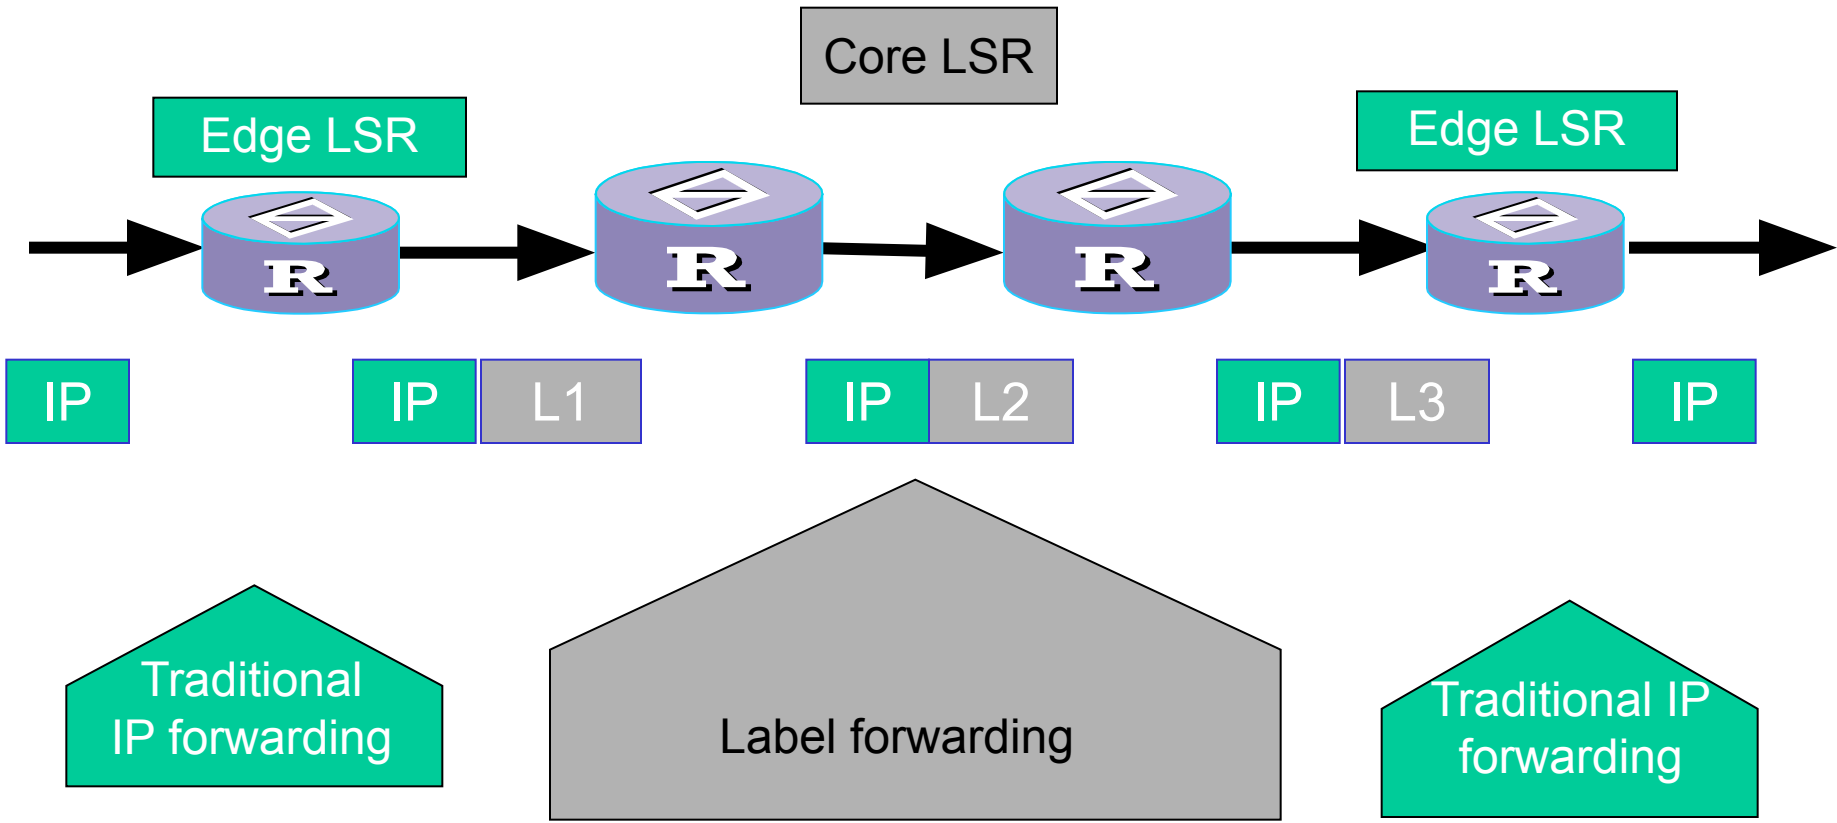 Core LSR
Edge LSR
Edge LSR
R
R
R
R
IP
IP
L1
IP
L2
IP
L3
IP
Traditional
IP forwarding
Label forwarding
Traditional IP
forwarding